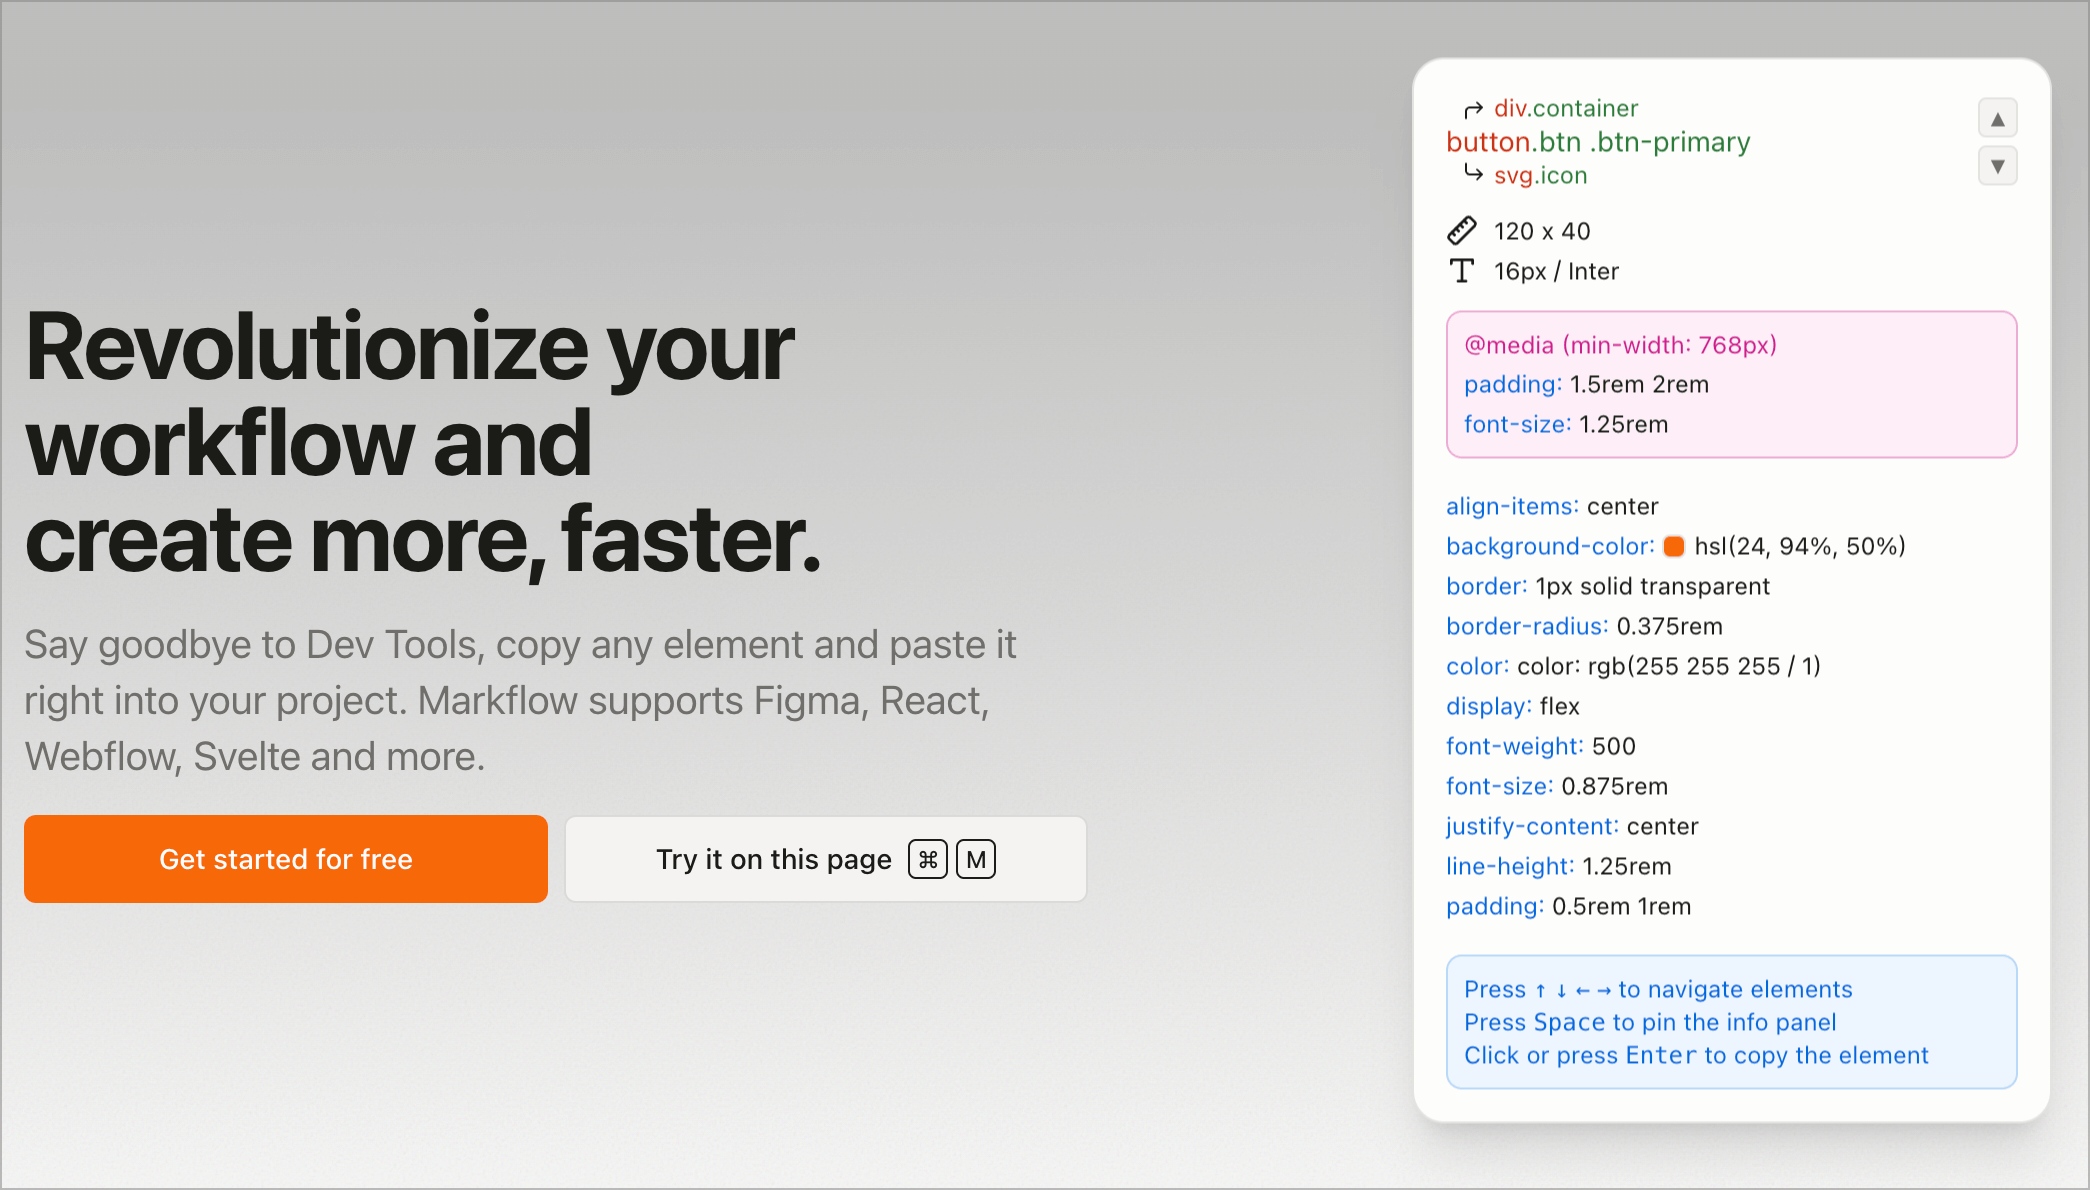 Revolutionize your
workflow and
create more, faster.
Say goodbye to Dev Tools, copy any element and paste it
right into your project. Markflow supports Figma, React,
Webflow, Svelte and more.
Get started for free
Try it on this page ⌘ M
div.container
button.btn .btn-primary
svg.icon
120 x 40
16px / Inter
@media (min-width: 768px)
padding: 1.5rem 2rem
font-size: 1.25rem
align-items: center
background-color: hsl(24, 94%, 50%)
border: 1px solid transparent
border-radius: 0.375rem
color: color: rgb(255 255 255 / 1)
display: flex
font-weight: 500
font-size: 0.875rem
justify-content: center
line-height: 1.25rem
padding: 0.5rem 1rem
Press ↑ ↓ ← → to navigate elements
Press Space to pin the info panel
Click or press Enter to copy the element